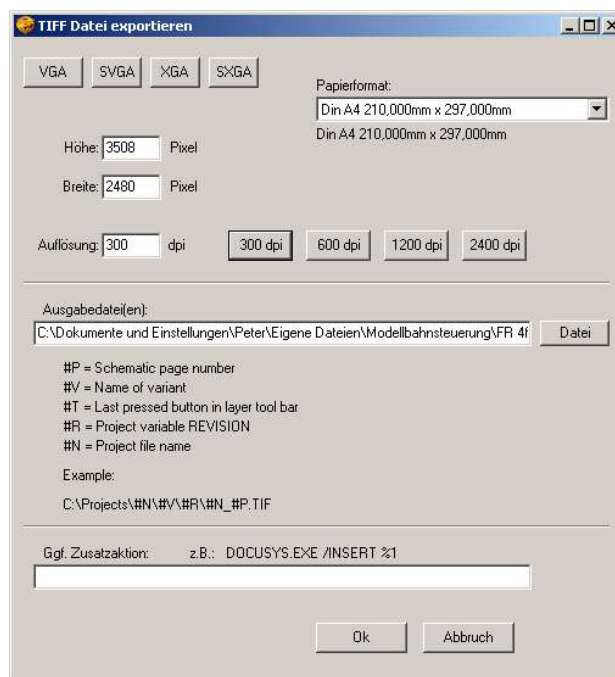 TIFF Datei exportieren
VGA SVGA XGA SXGA
Papierformat:
Din A4 210,000mm x 297,000mm
Din A4 210,000mm x 297,000mm
Höhe: 3508 Pixel
Breite: 2480 Pixel
Auflösung: 300 dpi 300 dpi 600 dpi 1200 dpi 2400 dpi
Ausgabedatei(en):
C:\Dokumente und Einstellungen\Peter\Eigene Dateien\Modellbahnsteuerung\FR 4f Datei
#P = Schematic page number
#V = Name of variant
#T = Last pressed button in layer tool bar
#R = Project variable REVISION
#N = Project file name
Example:
C:\Projects\#N\#V\#R\#N_#P.TIF
Ggf. Zusatzaktion: z.B.: DOCUSYS.EXE /INSERT %1
Ok Abbruch